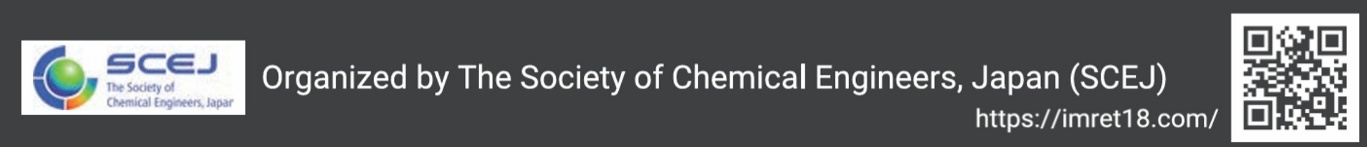 SCEJ
The Society of
Chemical Engineers, Japan
Organized by The Society of Chemical Engineers, Japan (SCEJ)
https://imret18.com/